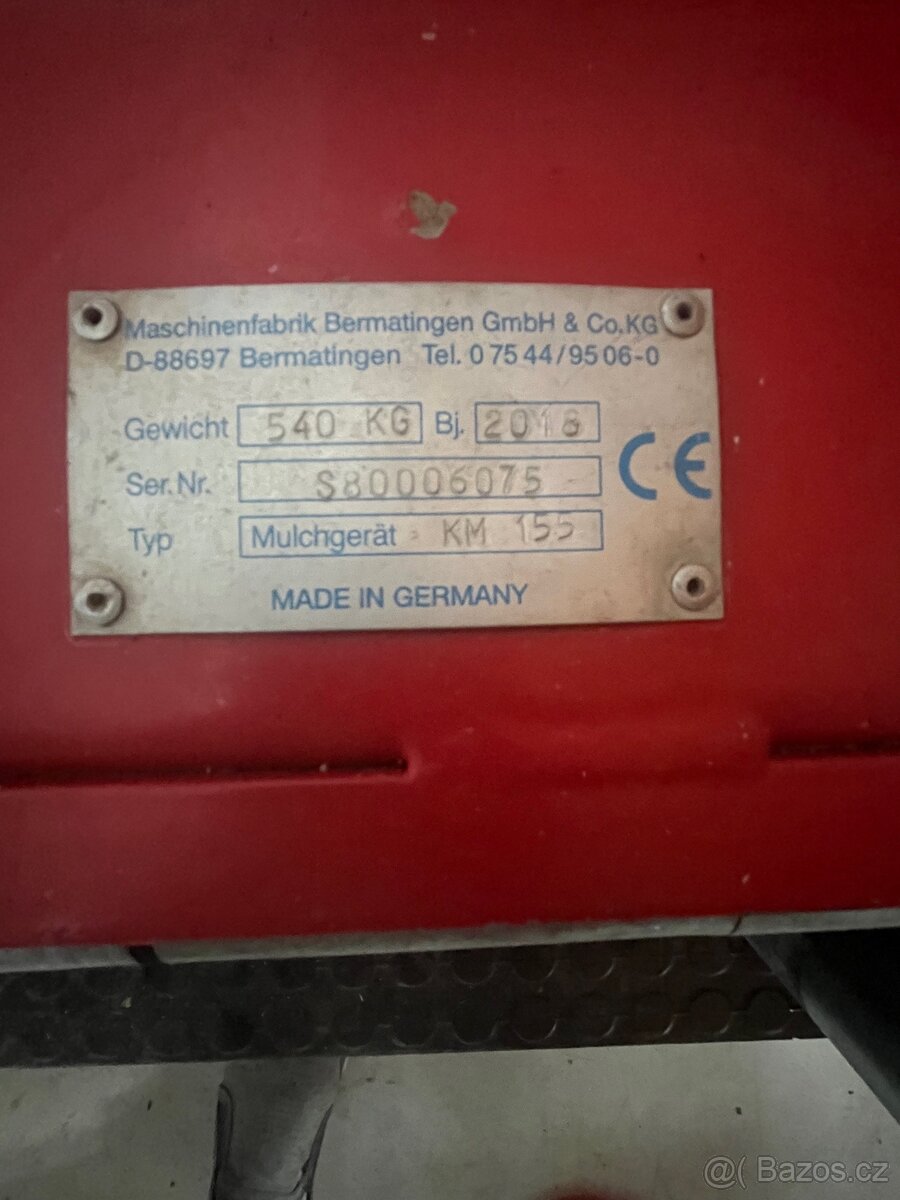 Maschinenfabrik Bermatingen GmbH & Co.KG
D-88697 Bermatingen Tel. 0 75 44/95 06-0
Gewicht 540 KG Bj. 2018
Ser.Nr. S80006075
Typ Mulchgerät KM 155
CE
MADE IN GERMANY
@( Bazos.cz